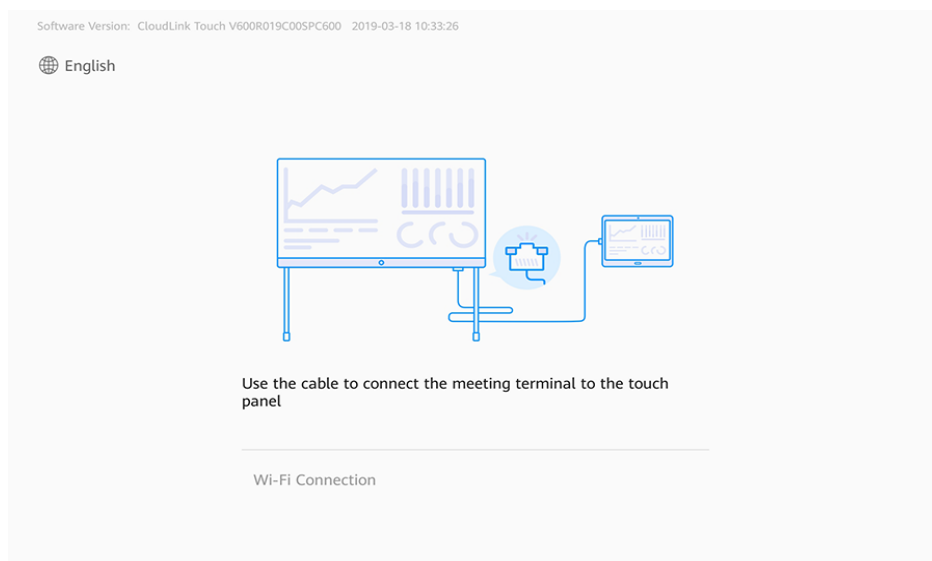 Software Version: CloudLink Touch V600R019C00SPC600 2019-03-18 10:33:26
English
Use the cable to connect the meeting terminal to the touch
panel
Wi-Fi Connection